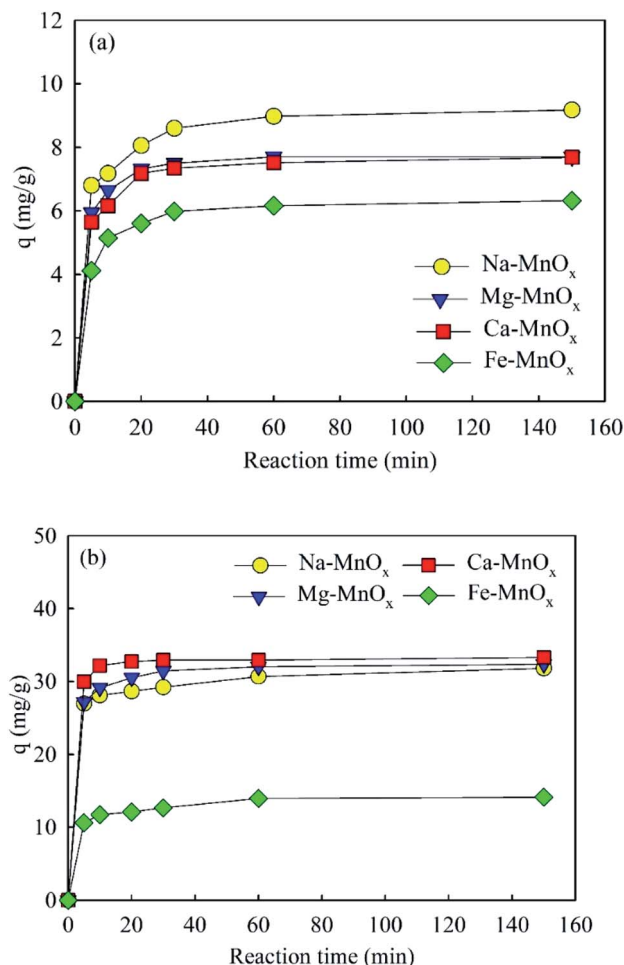 (a)
q (mg/g)
12
10
8
6
4
2
0
Na-MnOₓ
Mg-MnOₓ
Ca-MnOₓ
Fe-MnOₓ
0 20 40 60 80 100 120 140 160
Reaction time (min)
(b)
q (mg/g)
50
40
30
20
10
0
Na-MnOₓ Ca-MnOₓ
Mg-MnOₓ Fe-MnOₓ
0 20 40 60 80 100 120 140 160
Reaction time (min)